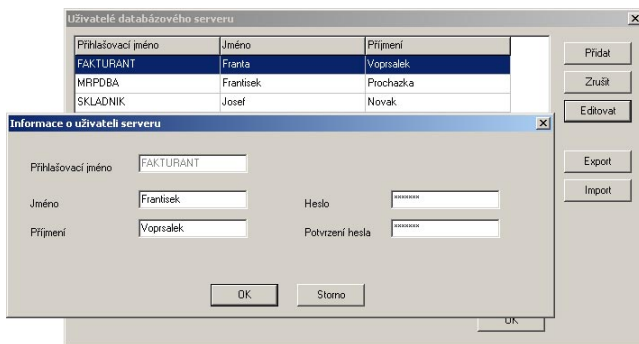 Uživatelé databázového serveru
Přihlašovací jméno Jméno Příjmení
FAKTURANT Franta Voprsalek
MRPDBA Frantisek Prochazka
SKLADNIK Josef Novak
Přidat
Zrušit
Editovat
Export
Import
Informace o uživateli serveru
Přihlašovací jméno FAKTURANT
Jméno Frantisek Heslo *******
Příjmení Voprsalek Potvrzení hesla *******
OK Storno
OK